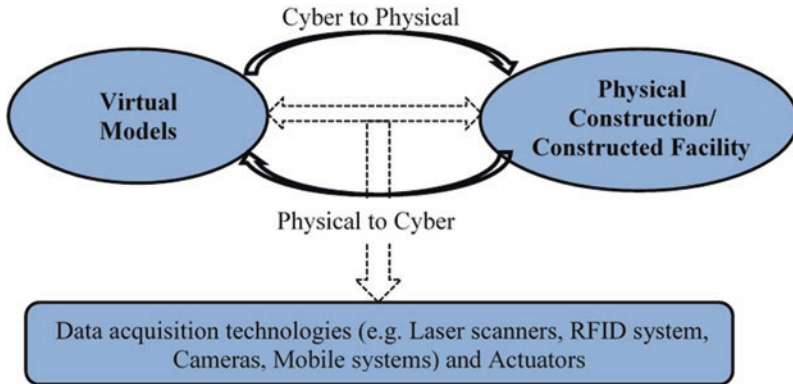 Cyber to Physical
Virtual
Models
Physical
Construction/
Constructed Facility
Physical to Cyber
Data acquisition technologies (e.g. Laser scanners, RFID system,
Cameras, Mobile systems) and Actuators